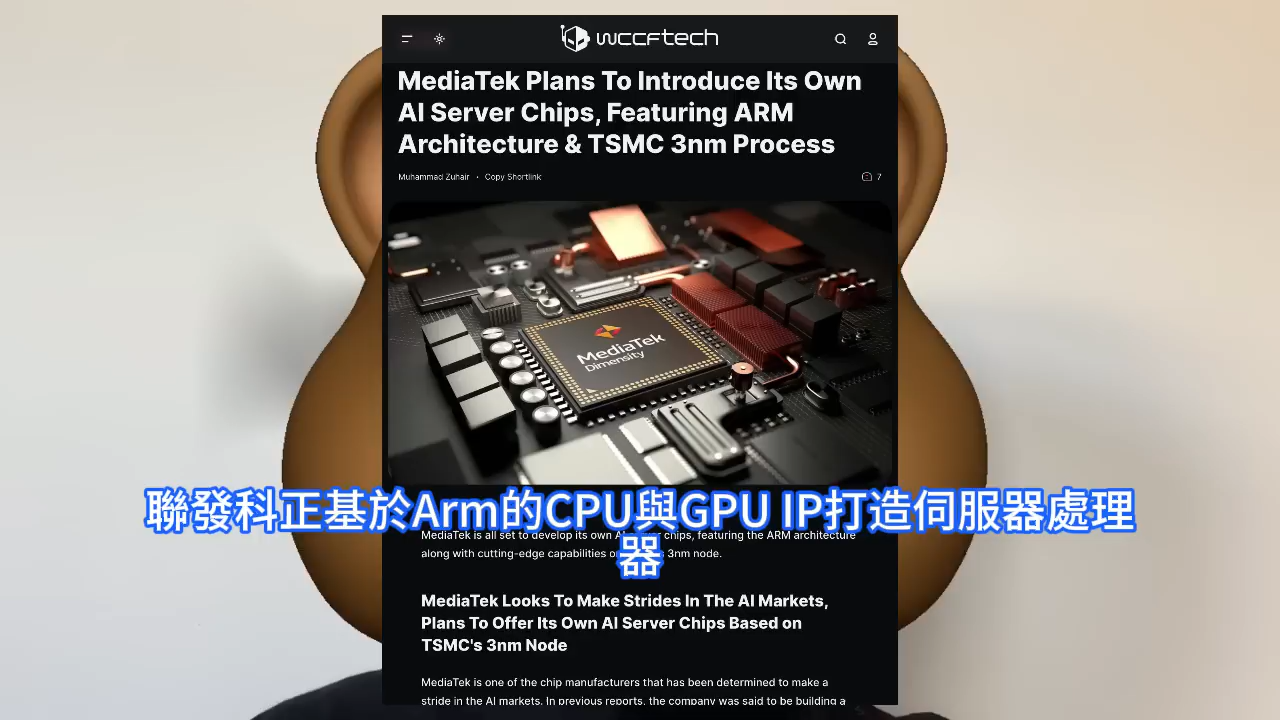 wccftech
MediaTek Plans To Introduce Its Own
AI Server Chips, Featuring ARM
Architecture & TSMC 3nm Process
Muhammad Zuhair • Copy Shortlink
7
MediaTek
Dimensity
聯發科正基於Arm的CPU與GPU IP打造伺服器處理
器
MediaTek is all set to develop its own chips, featuring the ARM architecture
along with cutting-edge capabilities 3nm node.
MediaTek Looks To Make Strides In The AI Markets,
Plans To Offer Its Own AI Server Chips Based on
TSMC's 3nm Node
MediaTek is one of the chip manufacturers that has been determined to make a
stride in the AI markets. In previous reports, the company was said to be building a